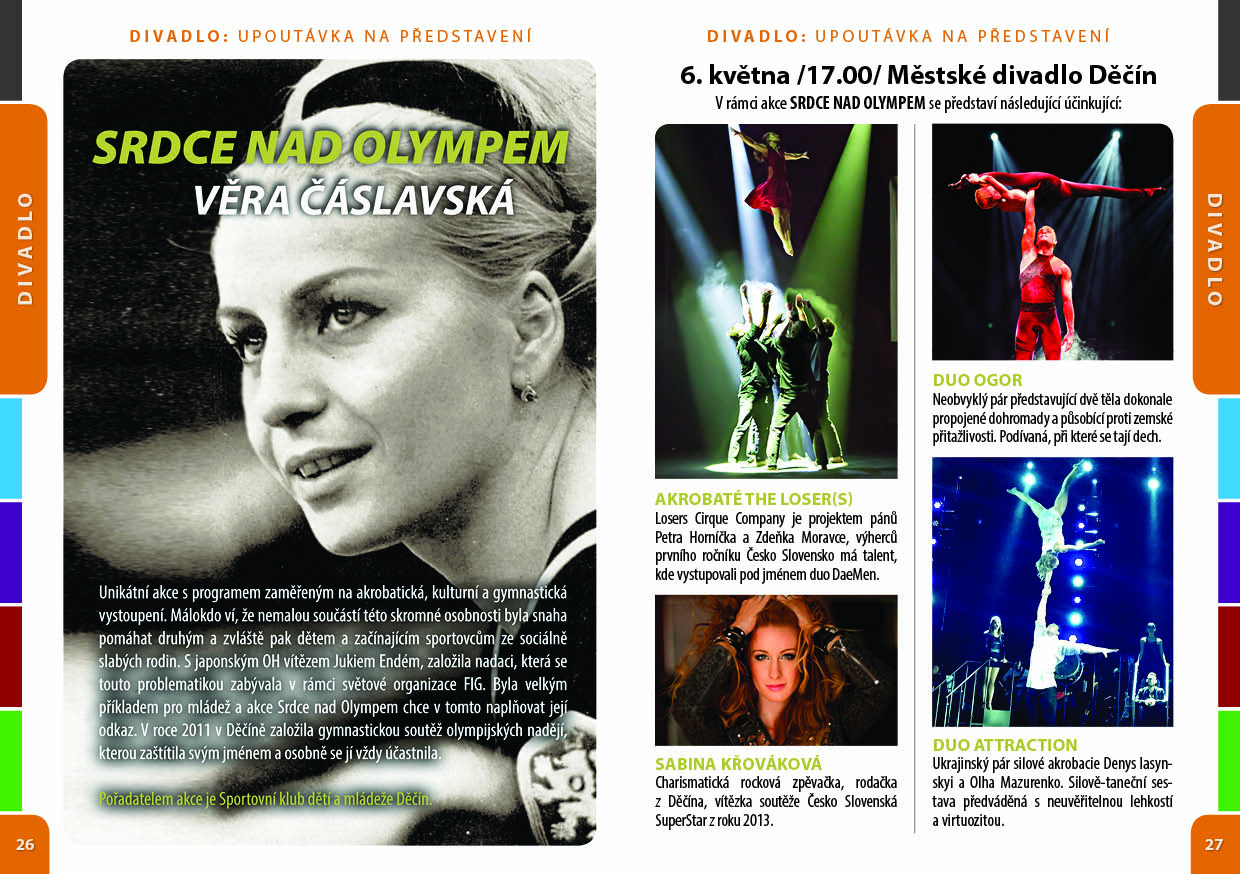 DIVADLO: UPOUTÁVKA NA PŘEDSTAVENÍ
DIVADLO
SRDCE NAD OLYMPEM
VĚRA ČÁSLAVSKÁ
Unikátní akce s programem zaměřeným na akrobatická, kulturní a gymnastická
vystoupení. Málokdo ví, že nemalou součástí této skromné osobnosti byla snaha
pomáhat druhým a zvláště pak dětem a začínajícím sportovcům ze sociálně
slabých rodin. S japonským OH vítězem Jukiem Endém, založila nadaci, která se
touto problematikou zabývala v rámci světové organizace FIG. Byla velkým
příkladem pro mládež a akce Srdce nad Olympem chce v tomto naplňovat její
odkaz. V roce 2011 v Děčíně založila gymnastickou soutěž olympijských nadějí,
kterou zaštítila svým jménem a osobně se jí vždy účastnila.
Pořadatelem akce je Sportovní klub dětí a mládeže Děčín.
26
DIVADLO: UPOUTÁVKA NA PŘEDSTAVENÍ
6. května /17.00/ Městské divadlo Děčín
V rámci akce SRDCE NAD OLYMPEM se představí následující účinkující:
AKROBATÉ THE LOSER(S)
Losers Cirque Company je projektem pánů
Petra Horníčka a Zdeňka Moravce, výherců
prvního ročníku Česko Slovensko má talent,
kde vystupovali pod jménem duo DaeMen.
SABINA KŘOVÁKOVÁ
Charismatická rocková zpěvačka, rodačka
z Děčína, vítězka soutěže Česko Slovenská
SuperStar z roku 2013.
DUO OGOR
Neobvyklý pár představující dvě těla dokonale
propojené dohromady a působící proti zemské
přitažlivosti. Podívaná, při které se tají dech.
DUO ATTRACTION
Ukrajinský pár silové akrobacie Denys Iasyn-
skyi a Olha Mazurenko. Silově-taneční ses-
tava předváděná s neuvěřitelnou lehkostí
a virtuozitou.
DIVADLO
27